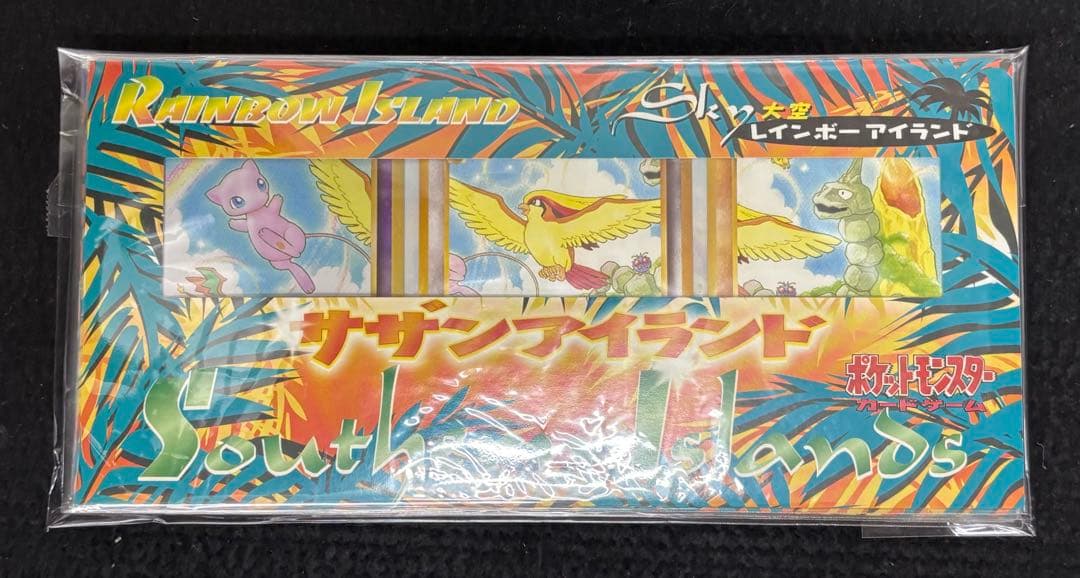 RAINBOW ISLAND
Sky 大空
レインボーアイランド
サザンアイランド
Southern Islands
ポケットモンスター
カードゲーム